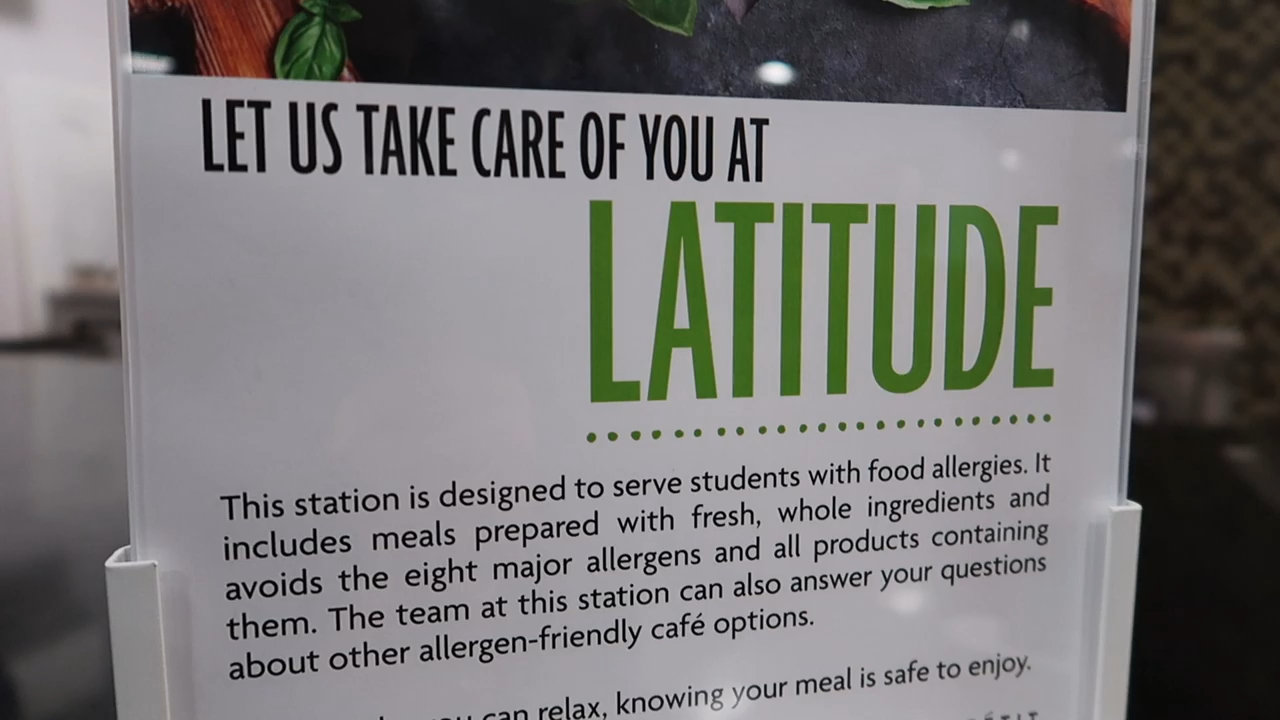 LET US TAKE CARE OF YOU AT
LATITUDE
This station is designed to serve students with food allergies. It
includes meals prepared with fresh, whole ingredients and
avoids the eight major allergens and all products containing
them. The team at this station can also answer your questions
about other allergen-friendly café options.
you can relax, knowing your meal is safe to enjoy.